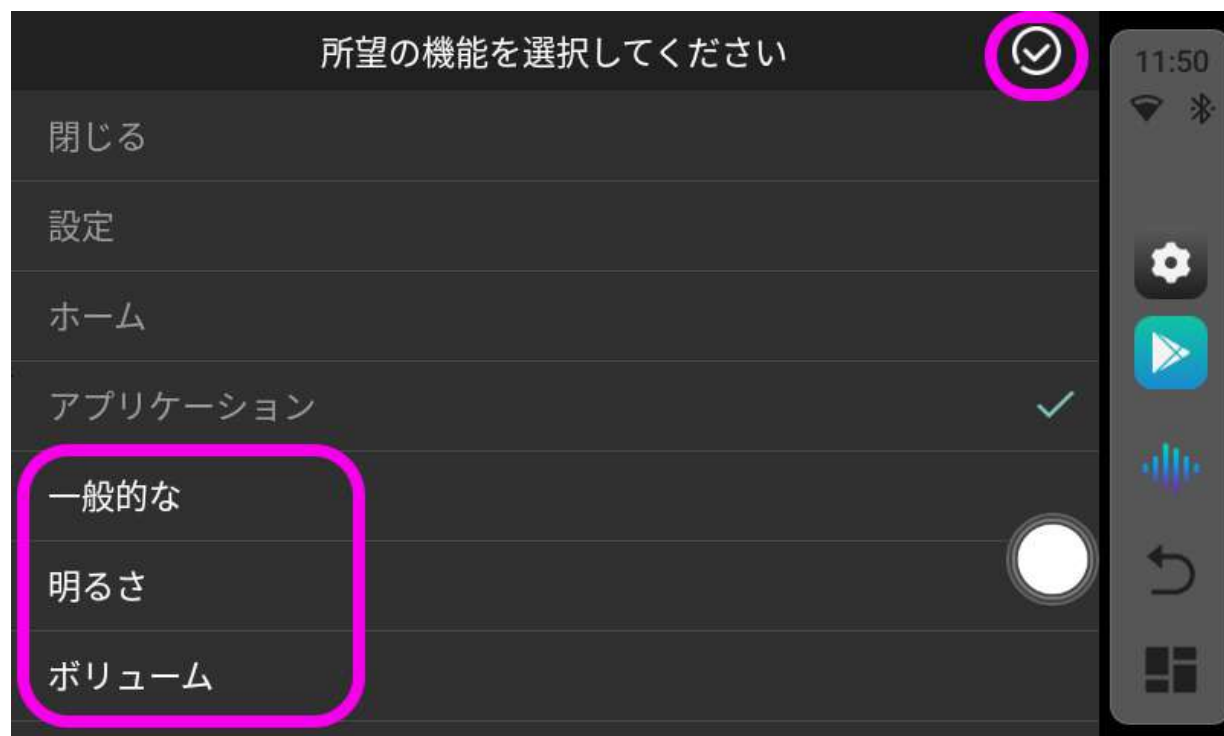 所望の機能を選択してください
11:50
閉じる
設定
ホーム
アプリケーション
一般的な
明るさ
ボリューム